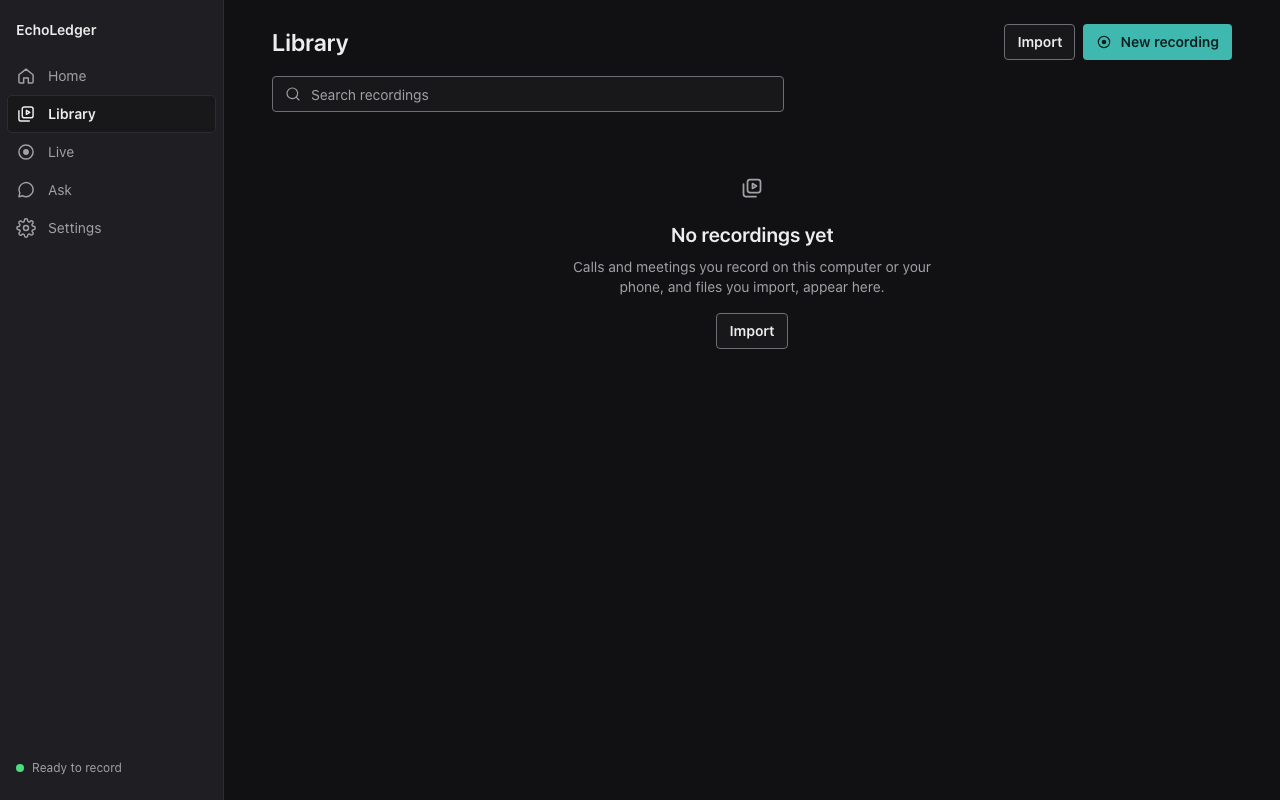 EchoLedger
Home
Library
Live
Ask
Settings
Ready to record
Library
Import
New recording
Search recordings
No recordings yet
Calls and meetings you record on this computer or your
phone, and files you import, appear here.
Import